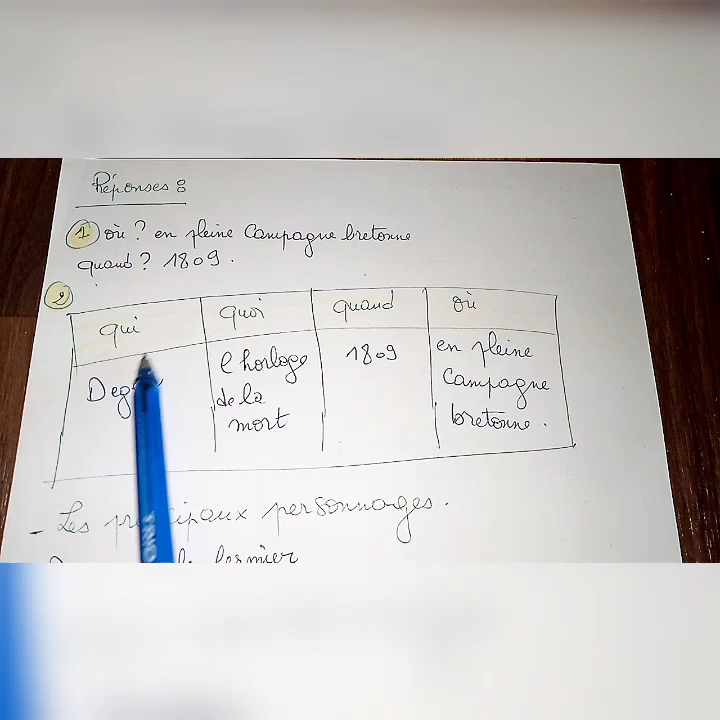 Réponses :
1) où ? en pleine Campagne bretonne
quand ? 1809.
2
qui quoi quand où
l'horloge 1809 en pleine
de la Campagne
mort bretonne.
- Les personnages.